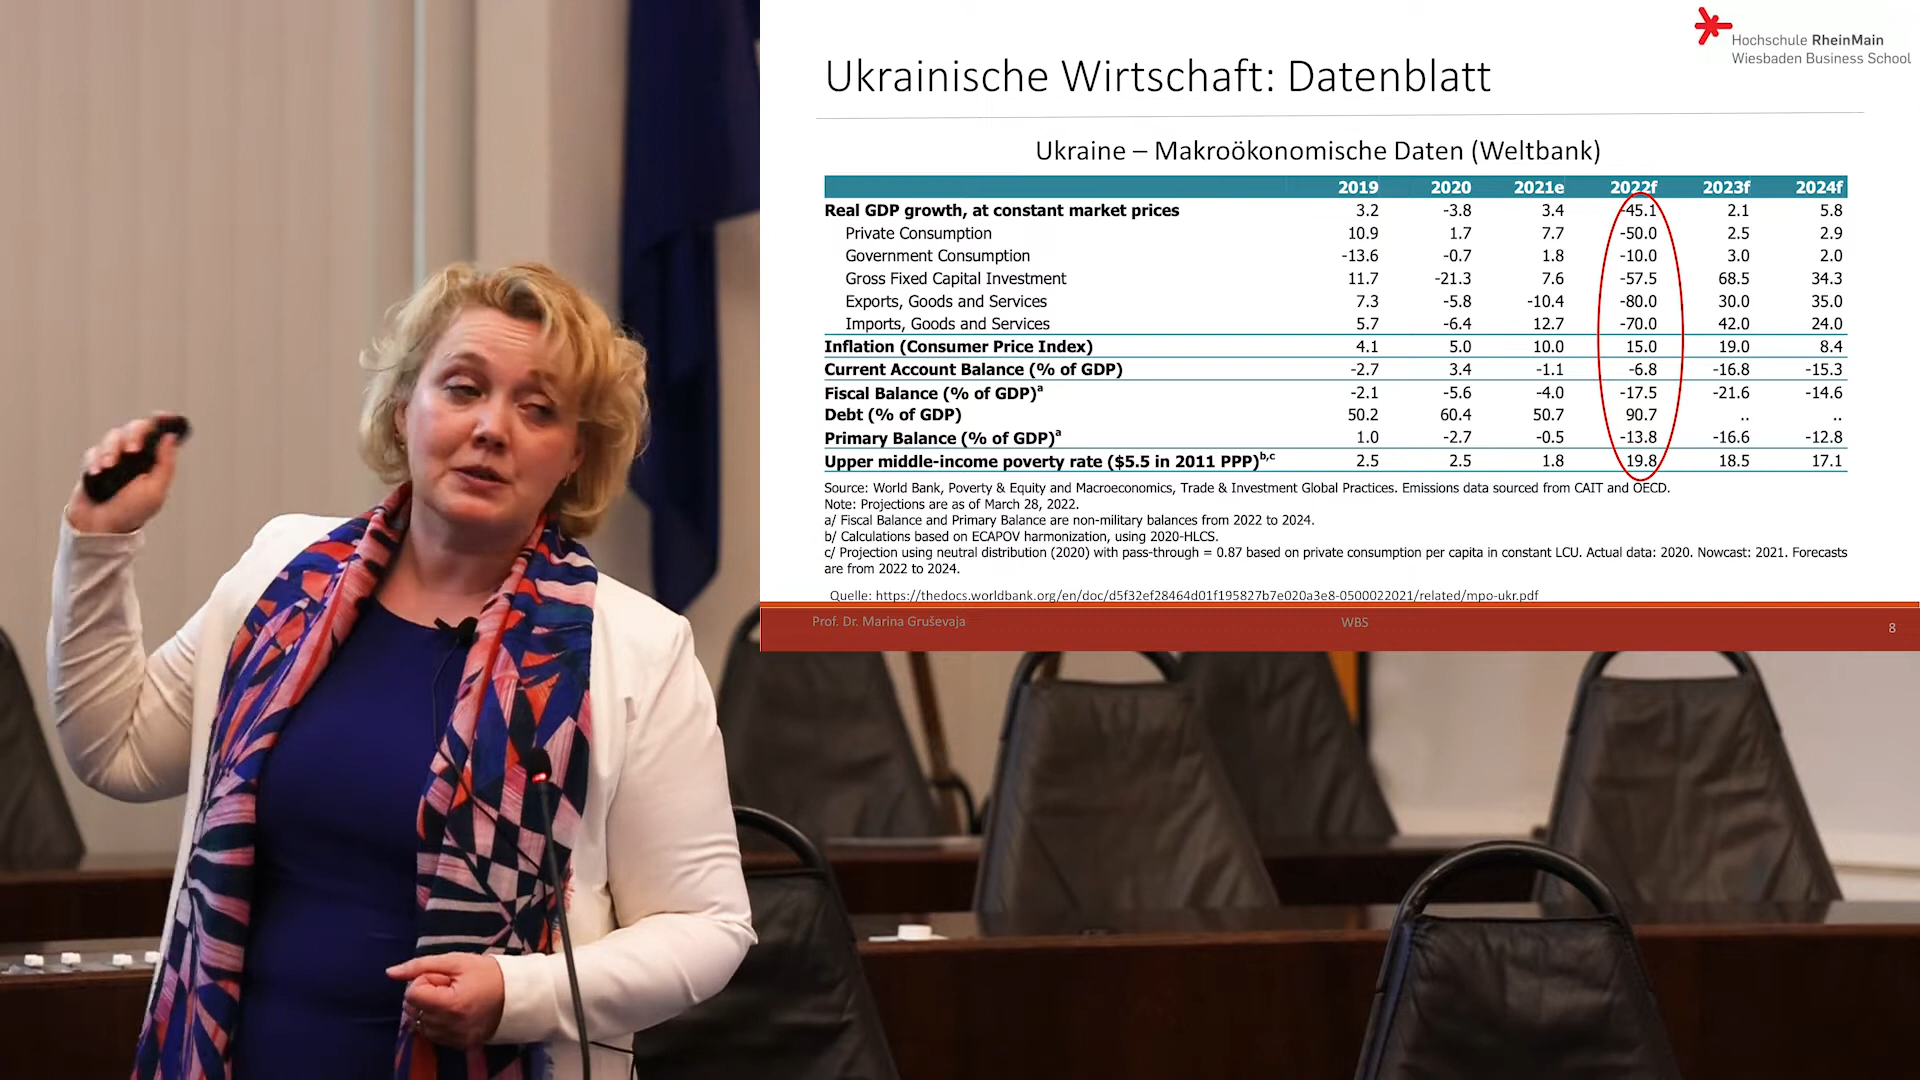 Hochschule RheinMain
Wiesbaden Business School
Ukrainische Wirtschaft: Datenblatt
Ukraine – Makroökonomische Daten (Weltbank)
2019 2020 2021e 2022f 2023f 2024f
Real GDP growth, at constant market prices 3.2 -3.8 3.4 -45.1 2.1 5.8
Private Consumption 10.9 1.7 7.7 -50.0 2.5 2.9
Government Consumption -13.6 -0.7 1.8 -10.0 3.0 2.0
Gross Fixed Capital Investment 11.7 -21.3 7.6 -57.5 68.5 34.3
Exports, Goods and Services 7.3 -5.8 -10.4 -80.0 30.0 35.0
Imports, Goods and Services 5.7 -6.4 12.7 -70.0 42.0 24.0
Inflation (Consumer Price Index) 4.1 5.0 10.0 15.0 19.0 8.4
Current Account Balance (% of GDP) -2.7 3.4 -1.1 -6.8 -16.8 -15.3
Fiscal Balance (% of GDP)a -2.1 -5.6 -4.0 -17.5 -21.6 -14.6
Debt (% of GDP) 50.2 60.4 50.7 90.7 .. ..
Primary Balance (% of GDP)a 1.0 -2.7 -0.5 -13.8 -16.6 -12.8
Upper middle-income poverty rate ($5.5 in 2011 PPP)b,c 2.5 2.5 1.8 19.8 18.5 17.1
Source: World Bank, Poverty & Equity and Macroeconomics, Trade & Investment Global Practices. Emissions data sourced from CAIT and OECD.
Note: Projections are as of March 28, 2022.
a/ Fiscal Balance and Primary Balance are non-military balances from 2022 to 2024.
b/ Calculations based on ECAPOV harmonization, using 2020-HLCS.
c/ Projection using neutral distribution (2020) with pass-through = 0.87 based on private consumption per capita in constant LCU. Actual data: 2020. Nowcast: 2021. Forecasts
are from 2022 to 2024.
Quelle: https://thedocs.worldbank.org/en/doc/d5f32ef28464d01f195827b7e020a3e8-0500022021/related/mpo-ukr.pdf
Prof. Dr. Marina Gruševaja WBS 8